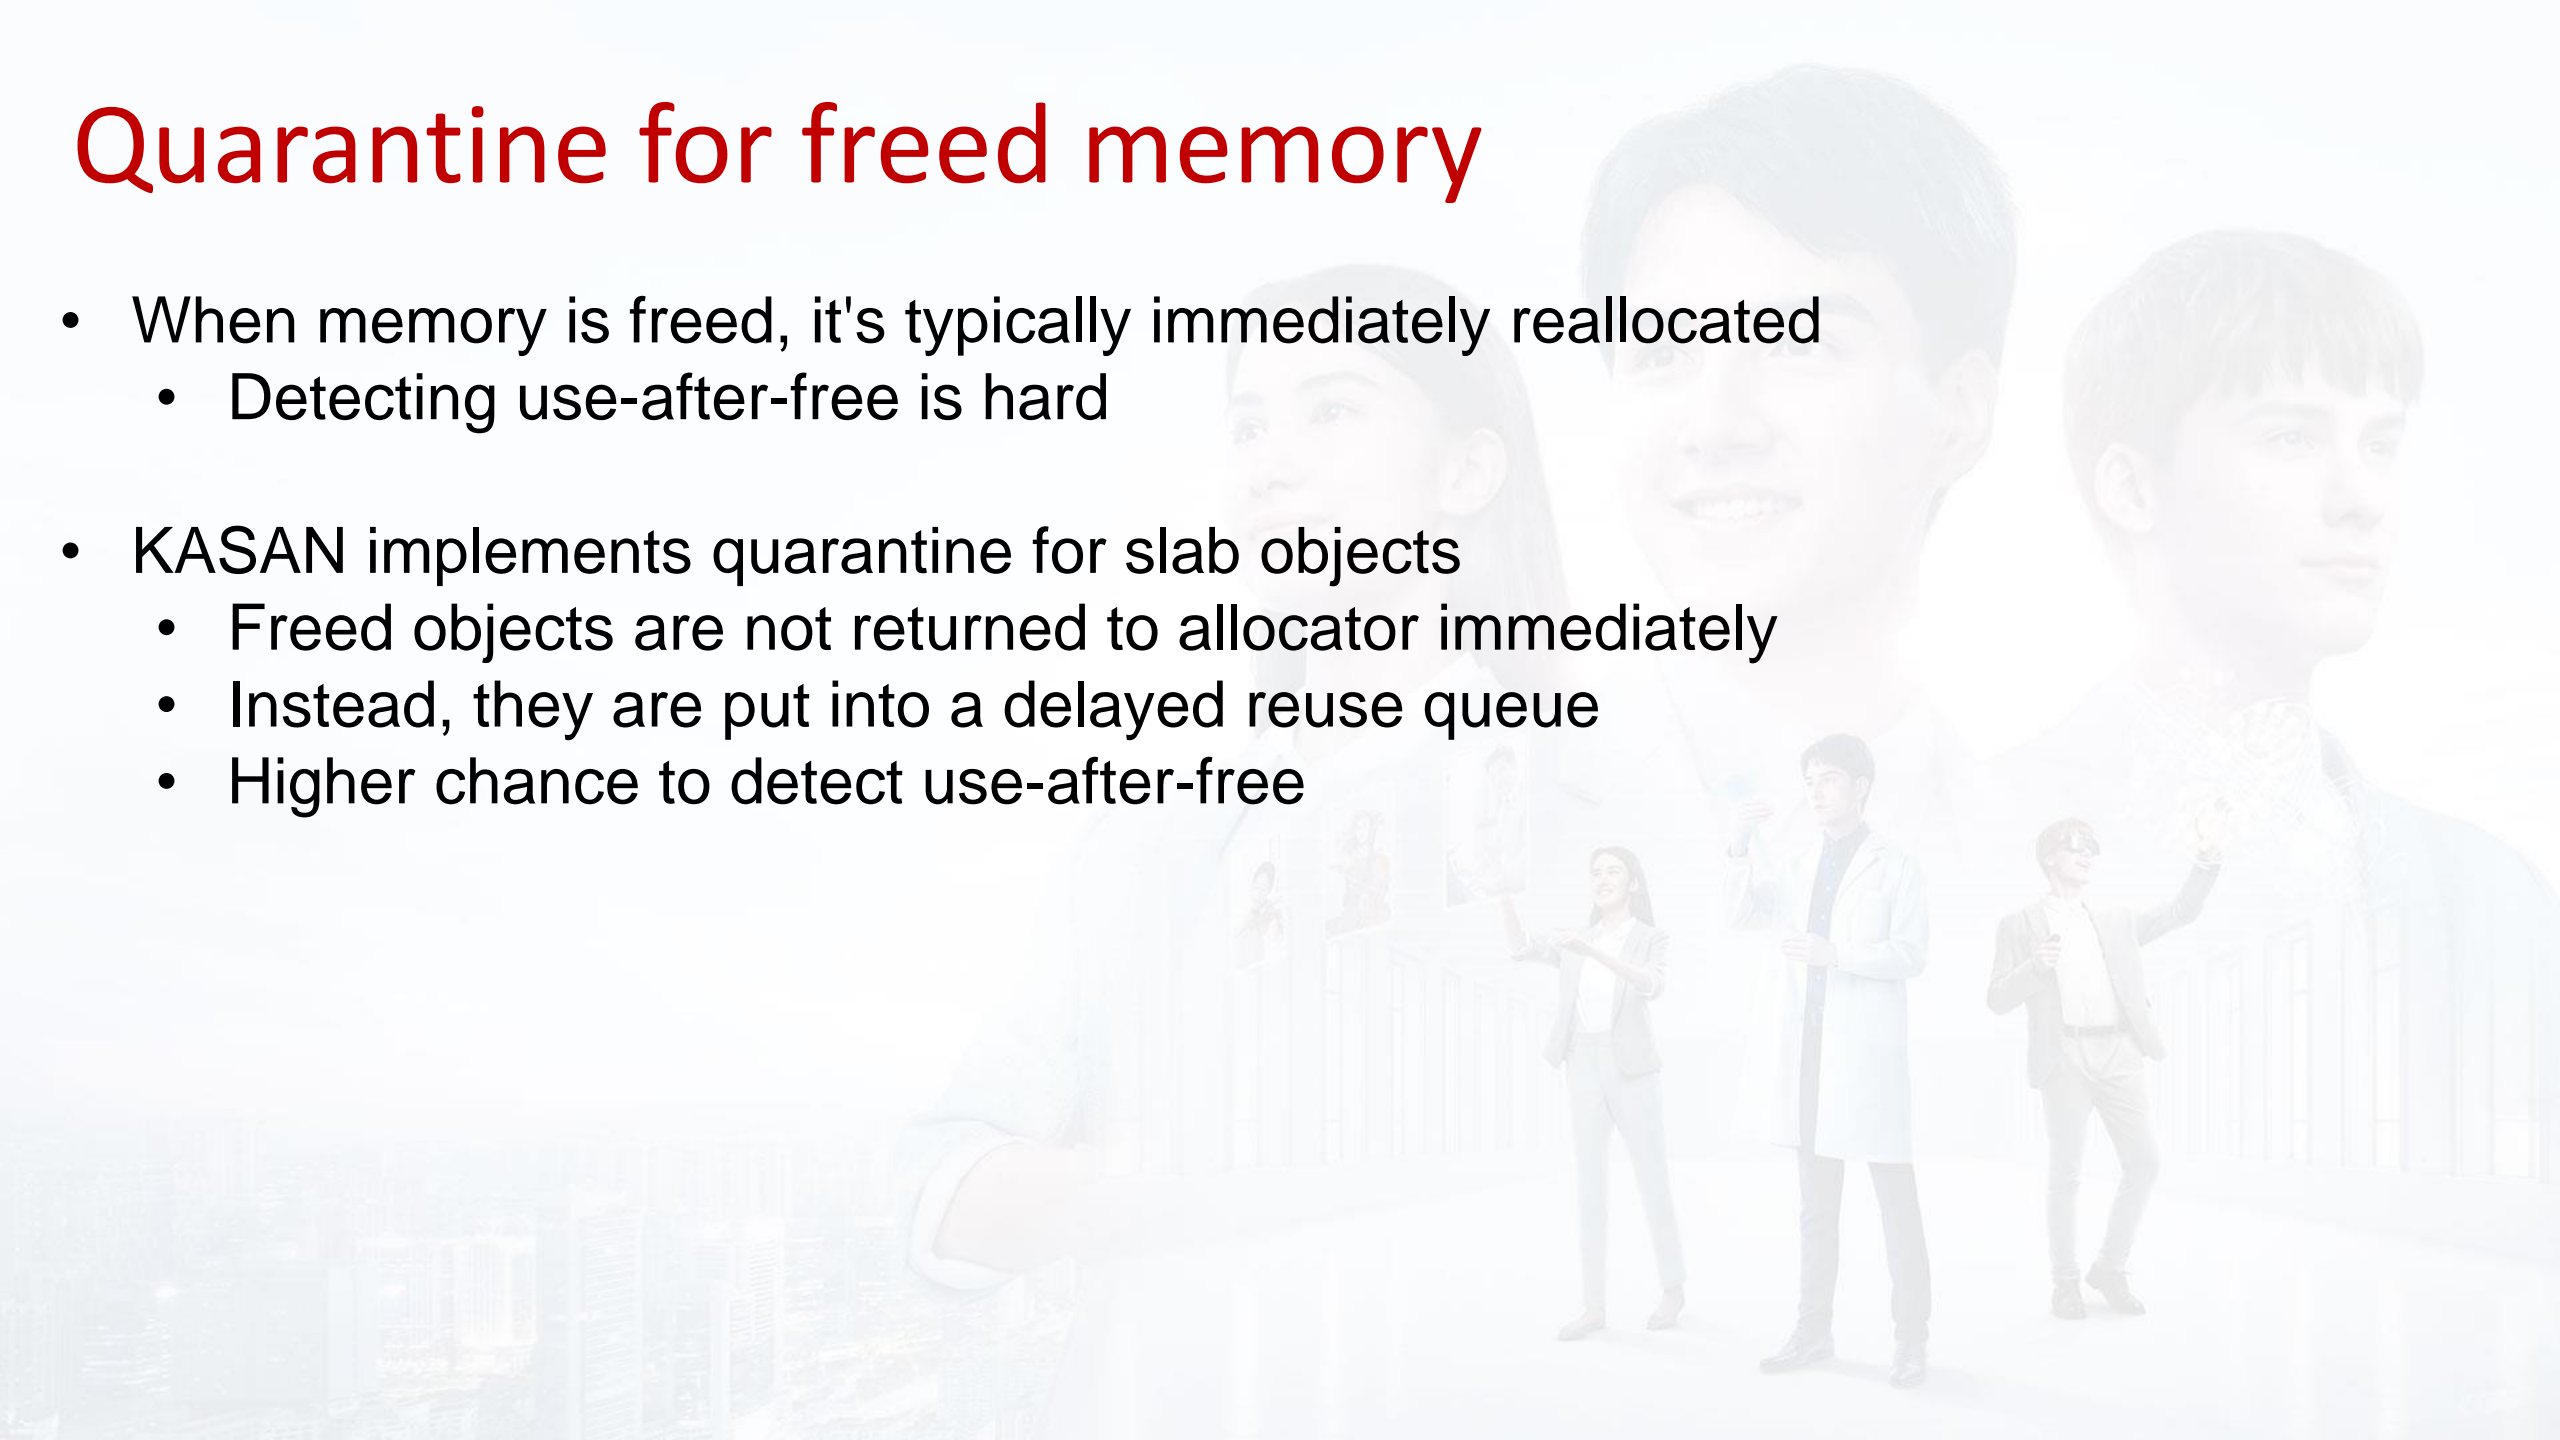 Quarantine for freed memory
• When memory is freed, it's typically immediately reallocated
• Detecting use-after-free is hard
• KASAN implements quarantine for slab objects
• Freed objects are not returned to allocator immediately
• Instead, they are put into a delayed reuse queue
• Higher chance to detect use-after-free